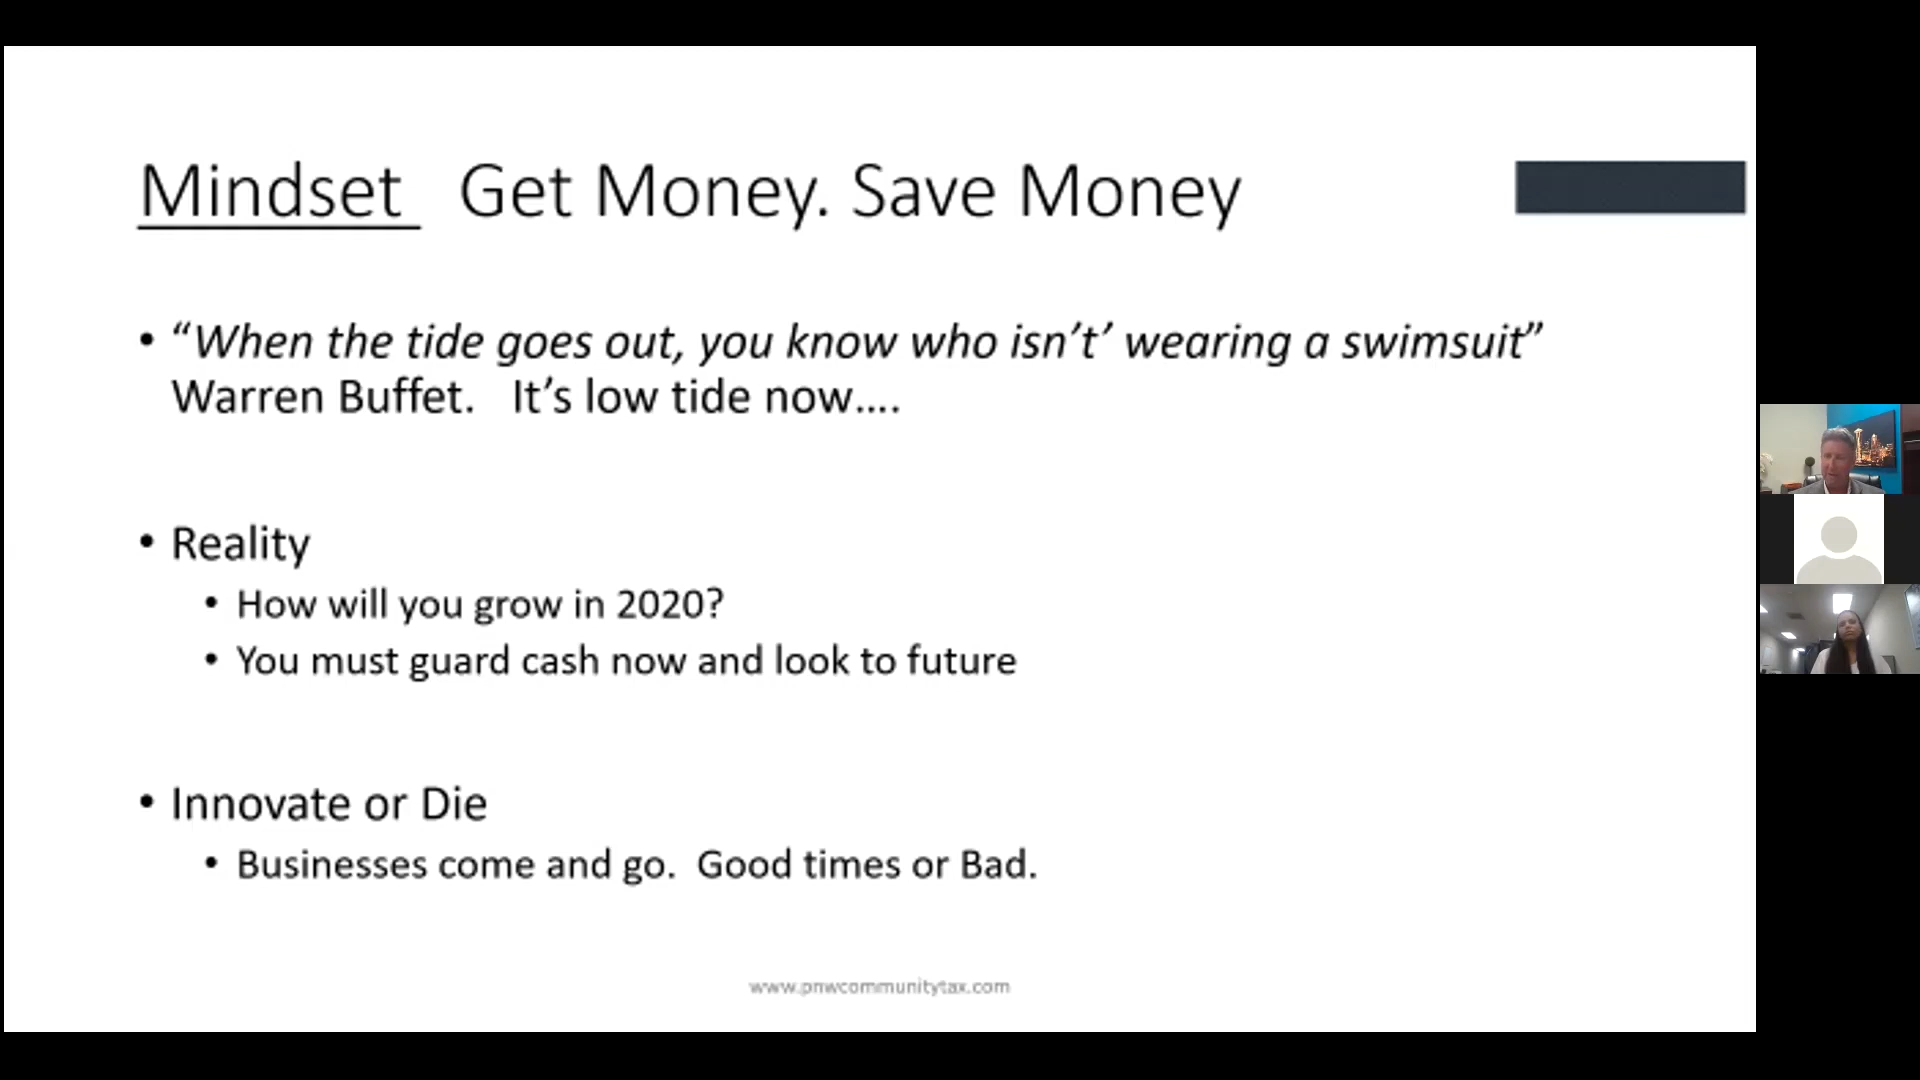 Mindset Get Money. Save Money
• “When the tide goes out, you know who isn’t’ wearing a swimsuit”
Warren Buffet. It’s low tide now....
• Reality
• How will you grow in 2020?
• You must guard cash now and look to future
• Innovate or Die
• Businesses come and go. Good times or Bad.
www.pnwcommunitytax.com